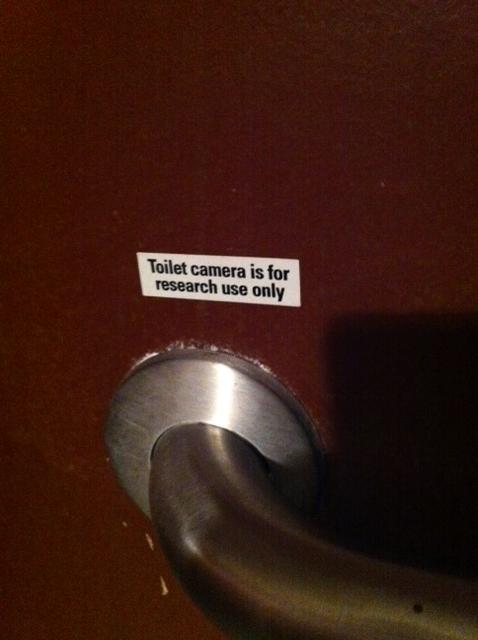 Toilet camera is for
research use only